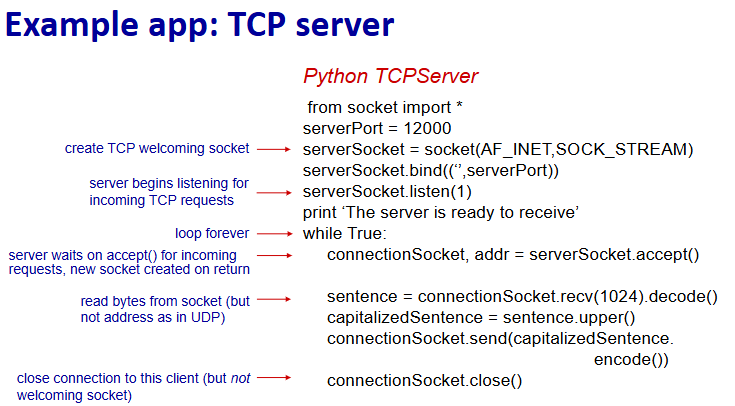 Example app: TCP server
Python TCPServer
from socket import *
serverPort = 12000
create TCP welcoming socket
serverSocket = socket(AF_INET,SOCK_STREAM)
serverSocket.bind((‘’,serverPort))
server begins listening for
incoming TCP requests
serverSocket.listen(1)
print ‘The server is ready to receive’
loop forever
while True:
server waits on accept() for incoming
requests, new socket created on return
connectionSocket, addr = serverSocket.accept()
read bytes from socket (but
not address as in UDP)
sentence = connectionSocket.recv(1024).decode()
capitalizedSentence = sentence.upper()
connectionSocket.send(capitalizedSentence.
encode())
close connection to this client (but not
welcoming socket)
connectionSocket.close()